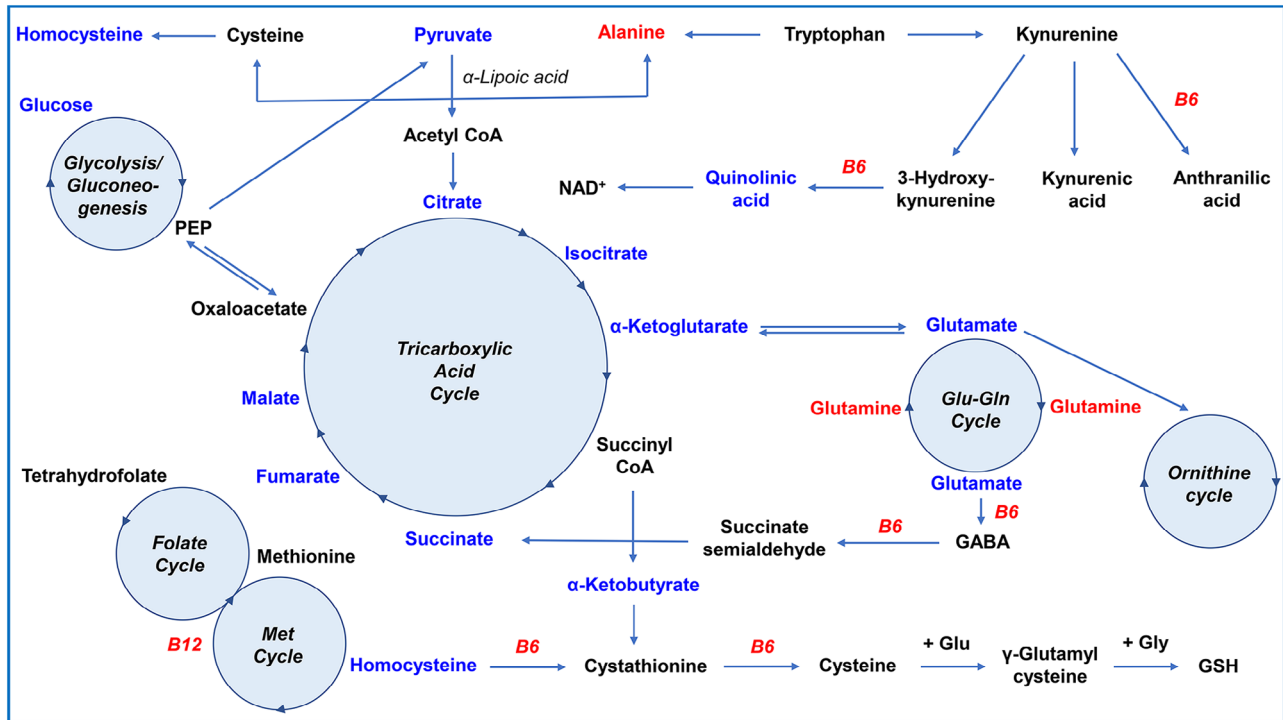 Homocysteine
Cysteine
Pyruvate
Alanine
Tryptophan
Kynurenine
α-Lipoic acid
B6
Glucose
Acetyl CoA
Glycolysis/
Gluconeo-
genesis
NAD+
Quinolinic
acid
B6
3-Hydroxy-
kynurenine
Kynurenic
acid
Anthranilic
acid
Citrate
PEP
Isocitrate
Oxaloacetate
α-Ketoglutarate
Glutamate
Tricarboxylic
Acid
Cycle
Malate
Glutamine
Glu-Gln
Cycle
Glutamine
Succinyl
CoA
Fumarate
Glutamate
Ornithine
cycle
Tetrahydrofolate
B6
Succinate
Succinate
semialdehyde
B6
GABA
Folate
Cycle
Methionine
α-Ketobutyrate
B12
Met
Cycle
Homocysteine
B6
Cystathionine
B6
Cysteine
+ Glu
γ-Glutamyl
cysteine
+ Gly
GSH